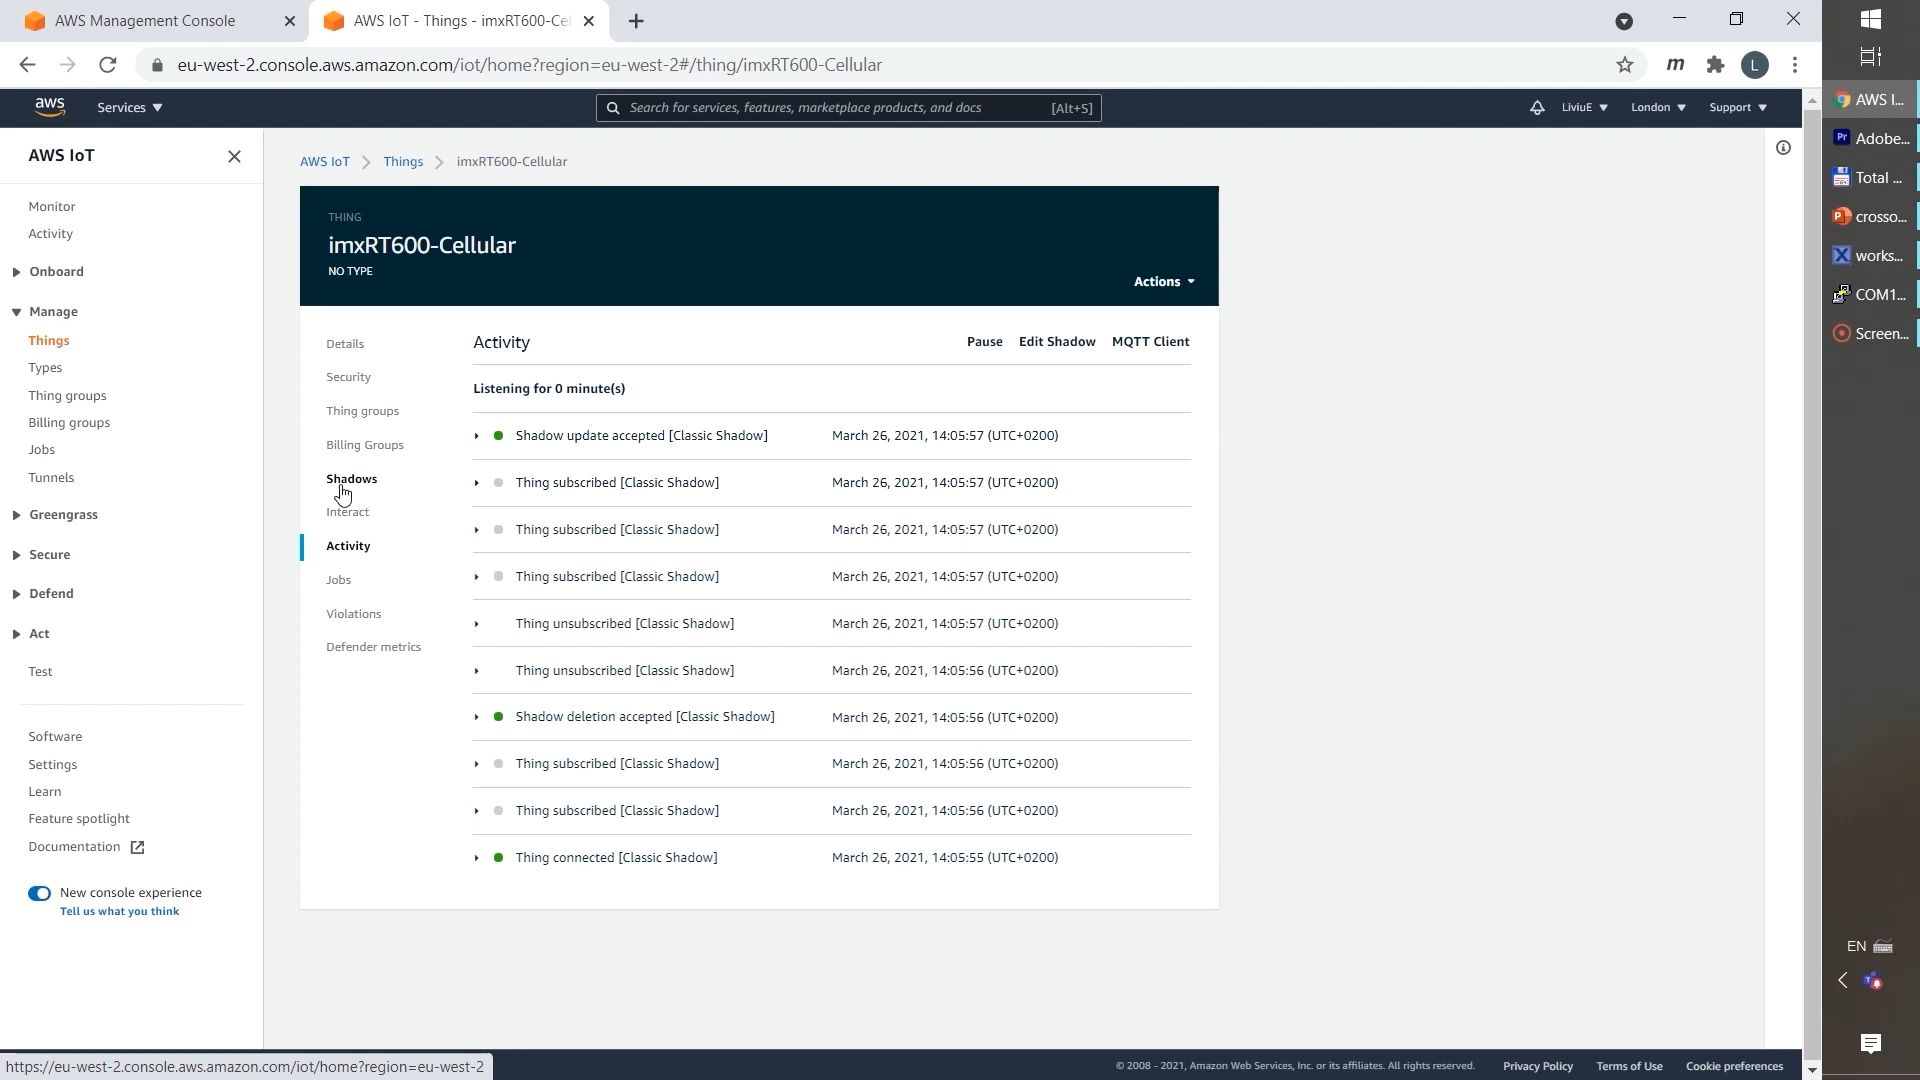 AWS Management Console
AWS IoT - Things - imxRT600-Ce
eu-west-2.console.aws.amazon.com/iot/home?region=eu-west-2#/thing/imxRT600-Cellular
m
L
aws
Services
Search for services, features, marketplace products, and docs [Alt+S]
LiviuE
London
Support
AWS IoT
Monitor
Activity
Onboard
Manage
Things
Types
Thing groups
Billing groups
Jobs
Tunnels
Greengrass
Secure
Defend
Act
Test
Software
Settings
Learn
Feature spotlight
Documentation
New console experience
Tell us what you think
AWS IoT > Things > imxRT600-Cellular
THING
imxRT600-Cellular
NO TYPE
Actions
Details
Security
Thing groups
Billing Groups
Shadows
Interact
Activity
Jobs
Violations
Defender metrics
Activity
Pause
Edit Shadow
MQTT Client
Listening for 0 minute(s)
Shadow update accepted [Classic Shadow] March 26, 2021, 14:05:57 (UTC+0200)
Thing subscribed [Classic Shadow] March 26, 2021, 14:05:57 (UTC+0200)
Thing subscribed [Classic Shadow] March 26, 2021, 14:05:57 (UTC+0200)
Thing subscribed [Classic Shadow] March 26, 2021, 14:05:57 (UTC+0200)
Thing unsubscribed [Classic Shadow] March 26, 2021, 14:05:57 (UTC+0200)
Thing unsubscribed [Classic Shadow] March 26, 2021, 14:05:56 (UTC+0200)
Shadow deletion accepted [Classic Shadow] March 26, 2021, 14:05:56 (UTC+0200)
Thing subscribed [Classic Shadow] March 26, 2021, 14:05:56 (UTC+0200)
Thing subscribed [Classic Shadow] March 26, 2021, 14:05:56 (UTC+0200)
Thing connected [Classic Shadow] March 26, 2021, 14:05:55 (UTC+0200)
https://eu-west-2.console.aws.amazon.com/iot/home?region=eu-west-2
© 2008 - 2021, Amazon Web Services, Inc. or its affiliates. All rights reserved.
Privacy Policy
Terms of Use
Cookie preferences
AWS I...
Pr Adobe...
Total ...
P crosso...
X works...
COM1...
Screen...
EN